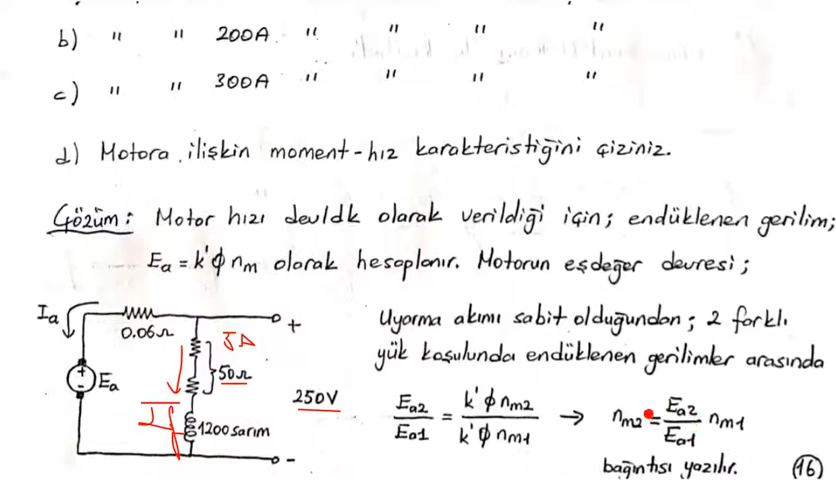 b) " " 200A " " " "
c) " " 300A " " " "
d) Motora ilişkin moment-hız karakteristiğini çiziniz.
Çözüm: Motor hızı dev/dk olarak verildiği için; endüklenen gerilim;
Ea = k'ϕ nm olarak hesaplanır. Motorun eşdeğer devresi;
Ia
0.06Ω
+
5A
50Ω
Ea
If
1200 sarım
-
250V
Uyarma akımı sabit olduğundan; 2 farklı
yük koşulunda endüklenen gerilimler arasında
Ea2/Ea1 = k'ϕ nm2 / k'ϕ nm1 → nm2 = Ea2/Ea1 nm1
bağıntısı yazılır. (16)